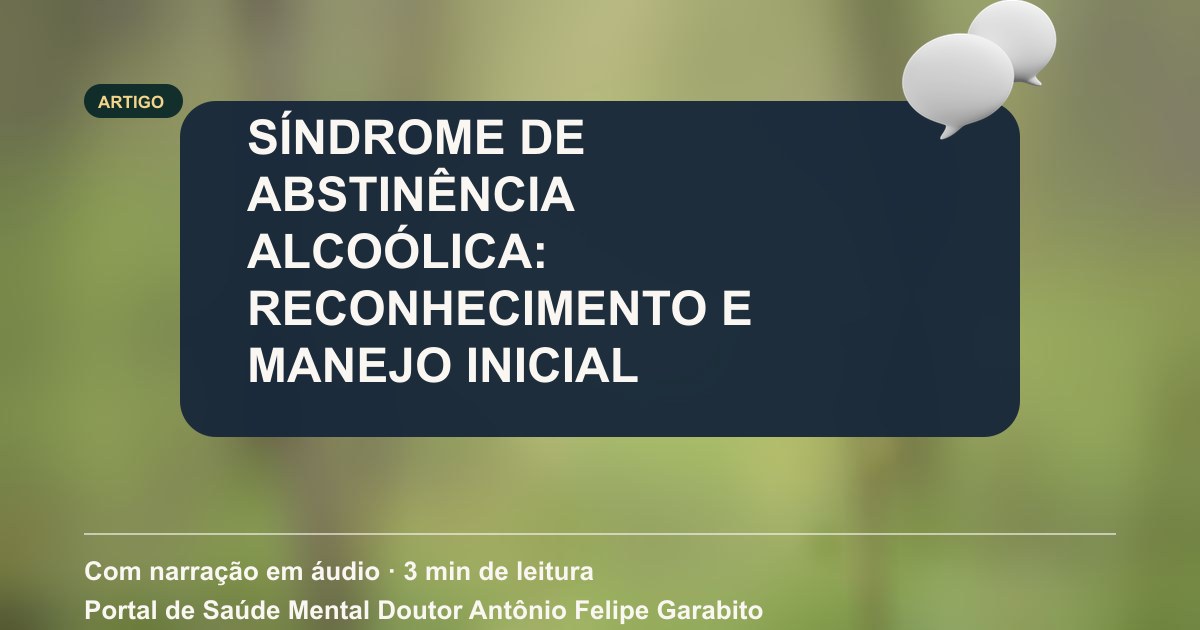 ARTIGO
SÍNDROME DE
ABSTINÊNCIA
ALCOÓLICA:
RECONHECIMENTO E
MANEJO INICIAL
Com narração em áudio · 3 min de leitura
Portal de Saúde Mental Doutor Antônio Felipe Garabito